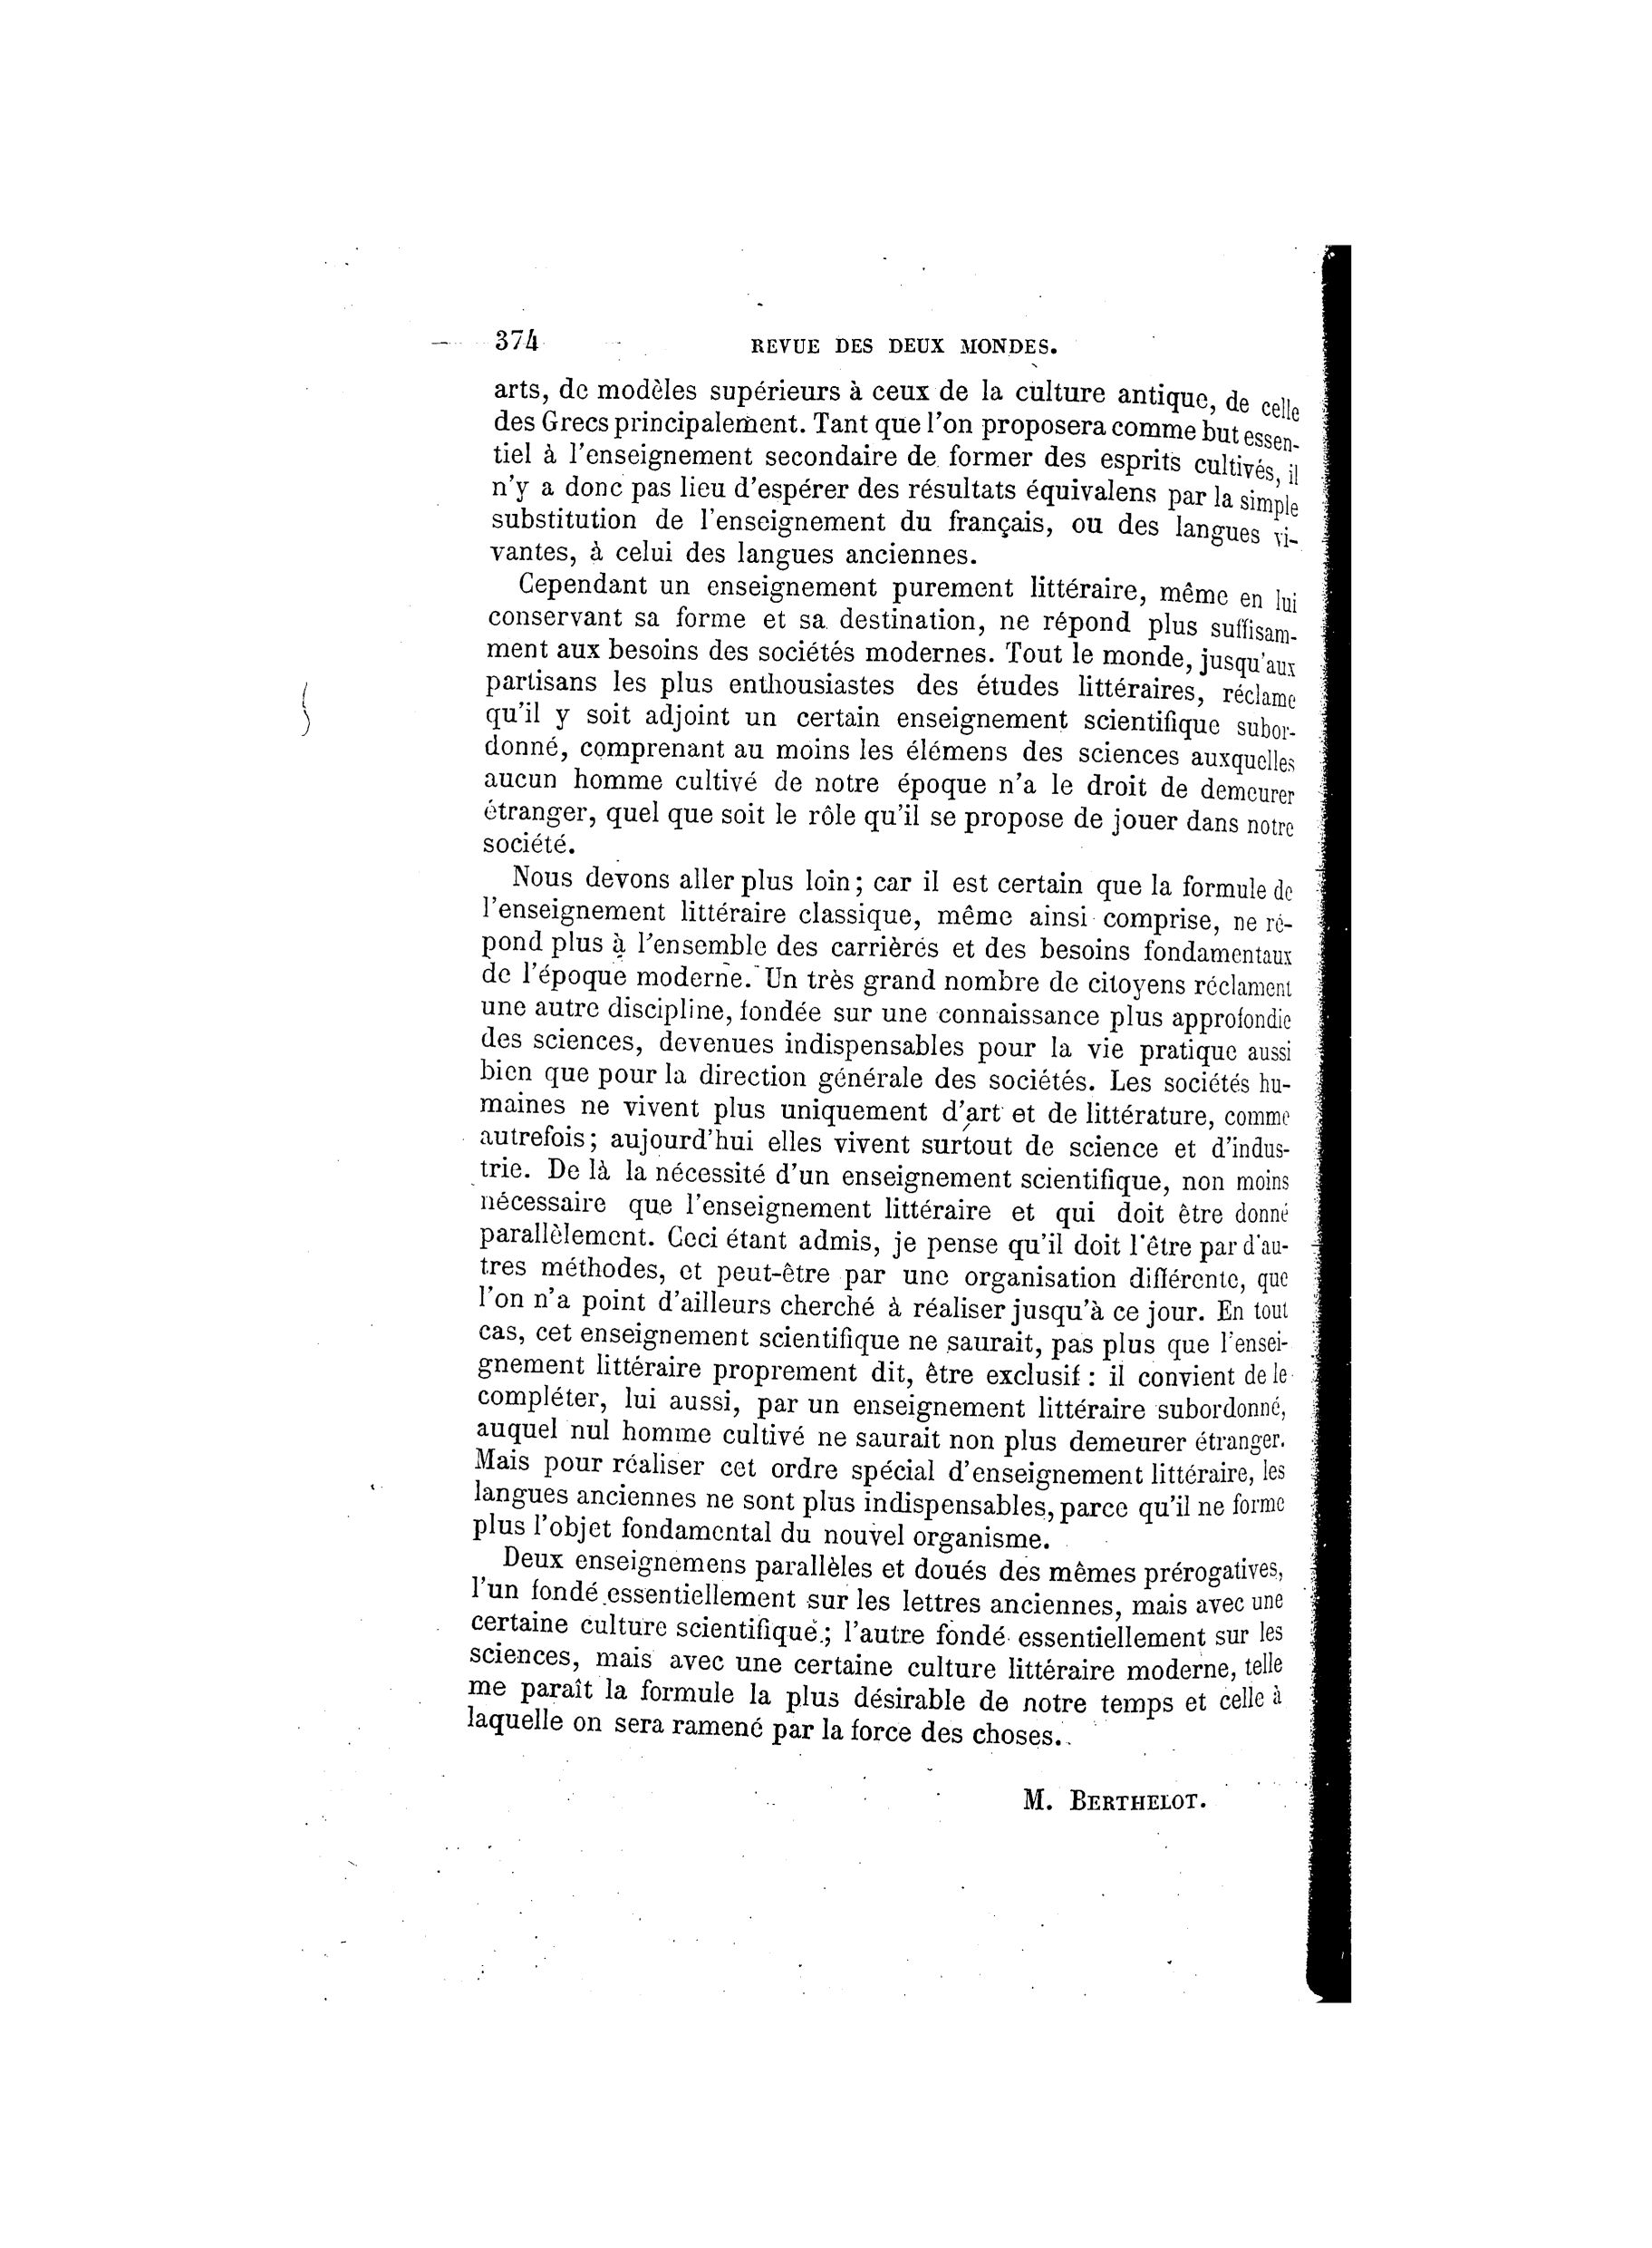 374
REVUE DES DEUX MONDES.
arts, de modèles supérieurs à ceux de la culture antique, de celle
des Grecs principalement. Tant que l'on proposera comme but essen-
tiel à l'enseignement secondaire de former des esprits cultivés, il
n'y a donc pas lieu d'espérer des résultats équivalens par la simple
substitution de l'enseignement du français, ou des langues vi-
vantes, à celui des langues anciennes.
Cependant un enseignement purement littéraire, même en lui
conservant sa forme et sa destination, ne répond plus suffisam-
ment aux besoins des sociétés modernes. Tout le monde, jusqu'aux
partisans les plus enthousiastes des études littéraires, réclame
qu'il y soit adjoint un certain enseignement scientifique subor-
donné, comprenant au moins les élémens des sciences auxquelles
aucun homme cultivé de notre époque n'a le droit de demeurer
étranger, quel que soit le rôle qu'il se propose de jouer dans notre
société.
Nous devons aller plus loin; car il est certain que la formule de
l'enseignement littéraire classique, même ainsi comprise, ne ré-
pond plus à l'ensemble des carrières et des besoins fondamentaux
de l'époque moderne. Un très grand nombre de citoyens réclament
une autre discipline, fondée sur une connaissance plus approfondie
des sciences, devenues indispensables pour la vie pratique aussi
bien que pour la direction générale des sociétés. Les sociétés hu-
maines ne vivent plus uniquement d'art et de littérature, comme
autrefois; aujourd'hui elles vivent surtout de science et d'indus-
trie. De là la nécessité d'un enseignement scientifique, non moins
nécessaire que l'enseignement littéraire et qui doit être donné
parallèlement. Ceci étant admis, je pense qu'il doit l'être par d'au-
tres méthodes, et peut-être par une organisation différente, que
l'on n'a point d'ailleurs cherché à réaliser jusqu'à ce jour. En tout
cas, cet enseignement scientifique ne saurait, pas plus que l'ensei-
gnement littéraire proprement dit, être exclusif : il convient de le
compléter, lui aussi, par un enseignement littéraire subordonné,
auquel nul homme cultivé ne saurait non plus demeurer étranger.
Mais pour réaliser cet ordre spécial d'enseignement littéraire, les
langues anciennes ne sont plus indispensables, parce qu'il ne forme
plus l'objet fondamental du nouvel organisme.
Deux enseignemens parallèles et doués des mêmes prérogatives,
l'un fondé essentiellement sur les lettres anciennes, mais avec une
certaine culture scientifique; l'autre fondé essentiellement sur les
sciences, mais avec une certaine culture littéraire moderne, telle
me paraît la formule la plus désirable de notre temps et celle à
laquelle on sera ramené par la force des choses.
M. BERTHELOT.